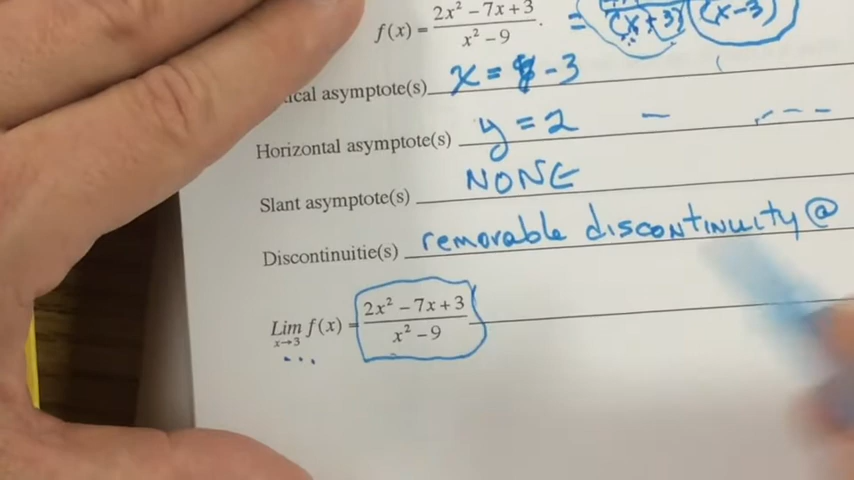 f(x) = 2x² − 7x + 3 / x² − 9 . = (x+3) (x−3)
ical asymptote(s) x = -3
Horizontal asymptote(s) y = 2
Slant asymptote(s) NONE
Discontinuitie(s) removable discontinuity @
Lim x→3 f(x) = 2x² − 7x + 3 / x² − 9